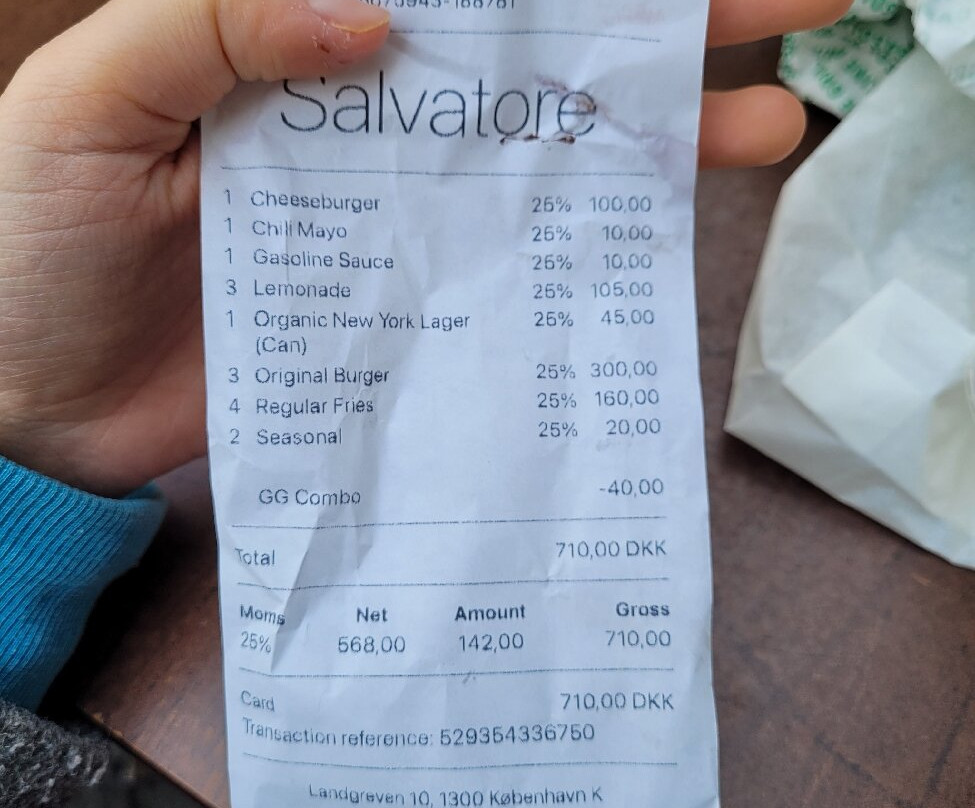 Salvatore
1 Cheeseburger 25% 100,00
1 Chili Mayo 25% 10,00
1 Gasoline Sauce 25% 10,00
3 Lemonade 25% 105,00
1 Organic New York Lager 25% 45,00
(Can)
3 Original Burger 25% 300,00
4 Regular Fries 25% 160,00
2 Seasonal 25% 20,00
GG Combo -40,00
Total 710,00 DKK
Moms Net Amount Gross
25% 568,00 142,00 710,00
Card 710,00 DKK
Transaction reference: 529354336750
Landgreven 10, 1300 København K